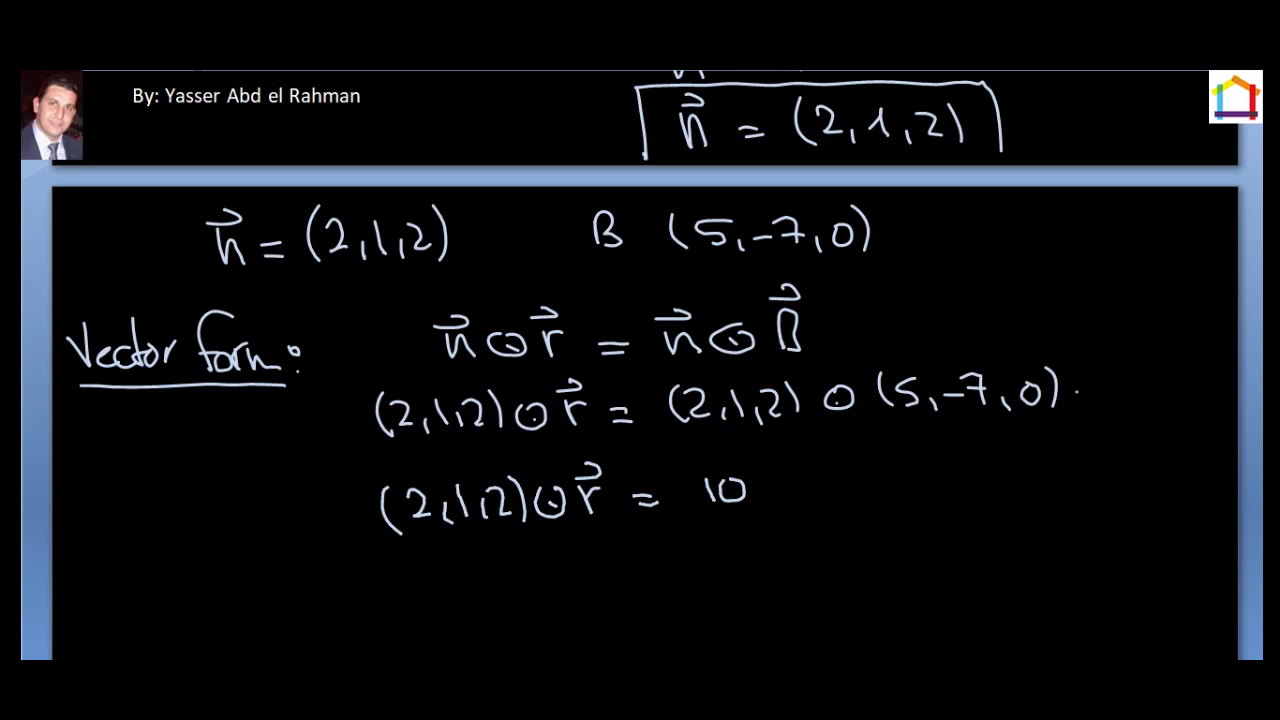 By: Yasser Abd el Rahman
n⃗ = (2,1,2)
n⃗ = (2,1,2) B (5,-7,0)
Vector form: n⃗ ⊙ r⃗ = n⃗ ⊙ B⃗
(2,1,2) ⊙ r⃗ = (2,1,2) ⊙ (5,-7,0).
(2,1,2) ⊙ r⃗ = 10